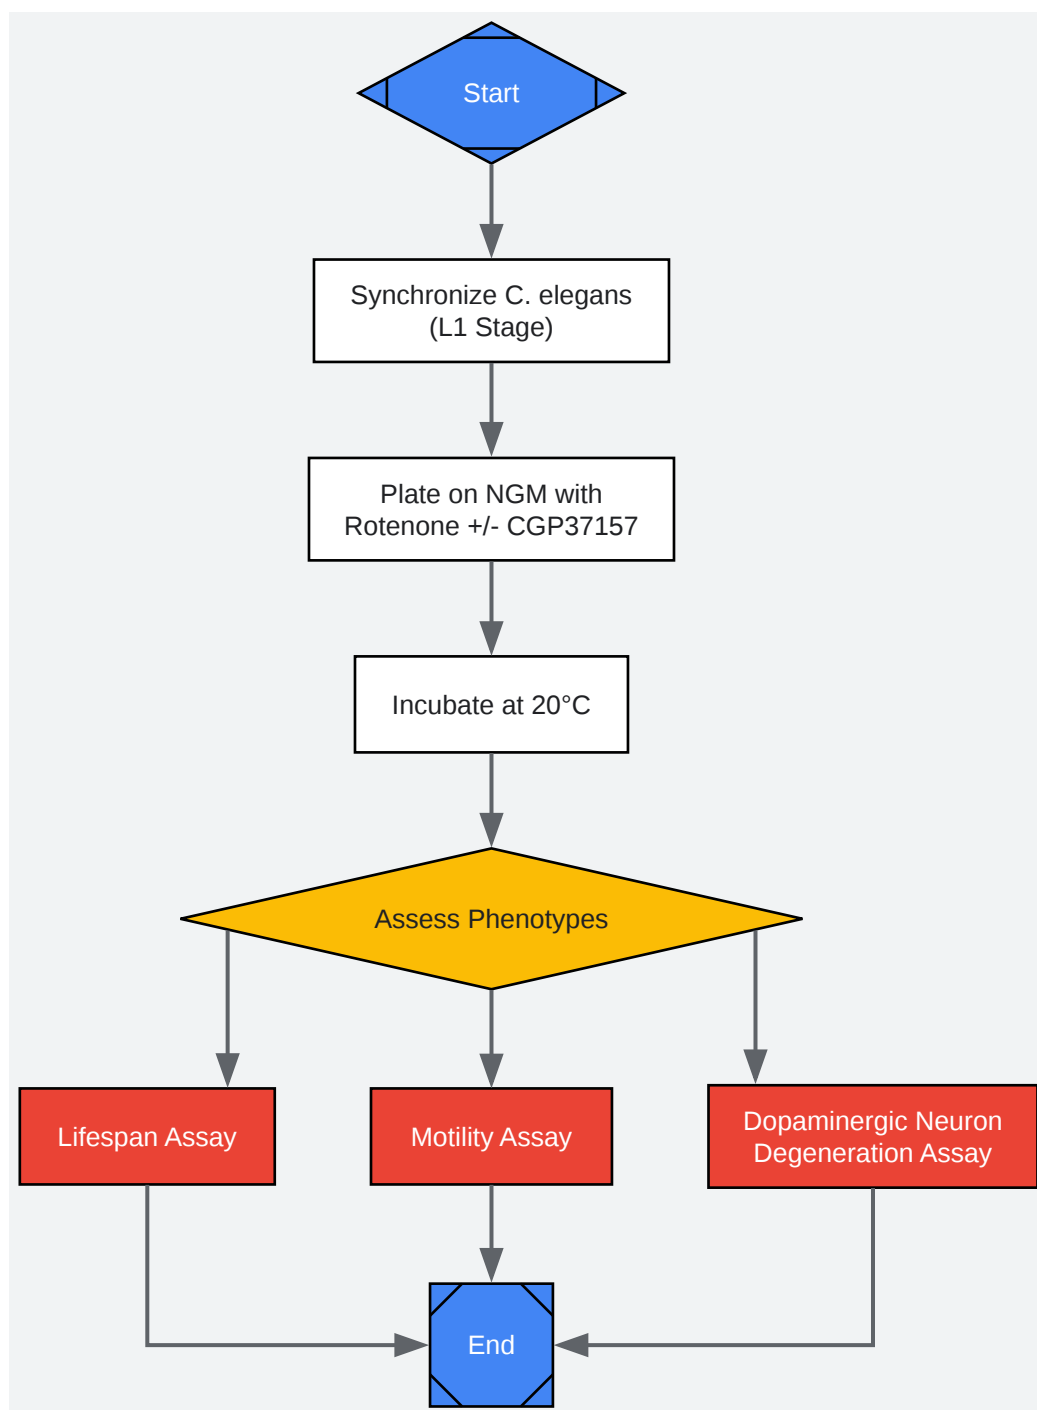 Start
Synchronize C. elegans
(L1 Stage)
Plate on NGM with
Rotenone +/- CGP37157
Incubate at 20°C
Assess Phenotypes
Lifespan Assay
Motility Assay
Dopaminergic Neuron
Degeneration Assay
End